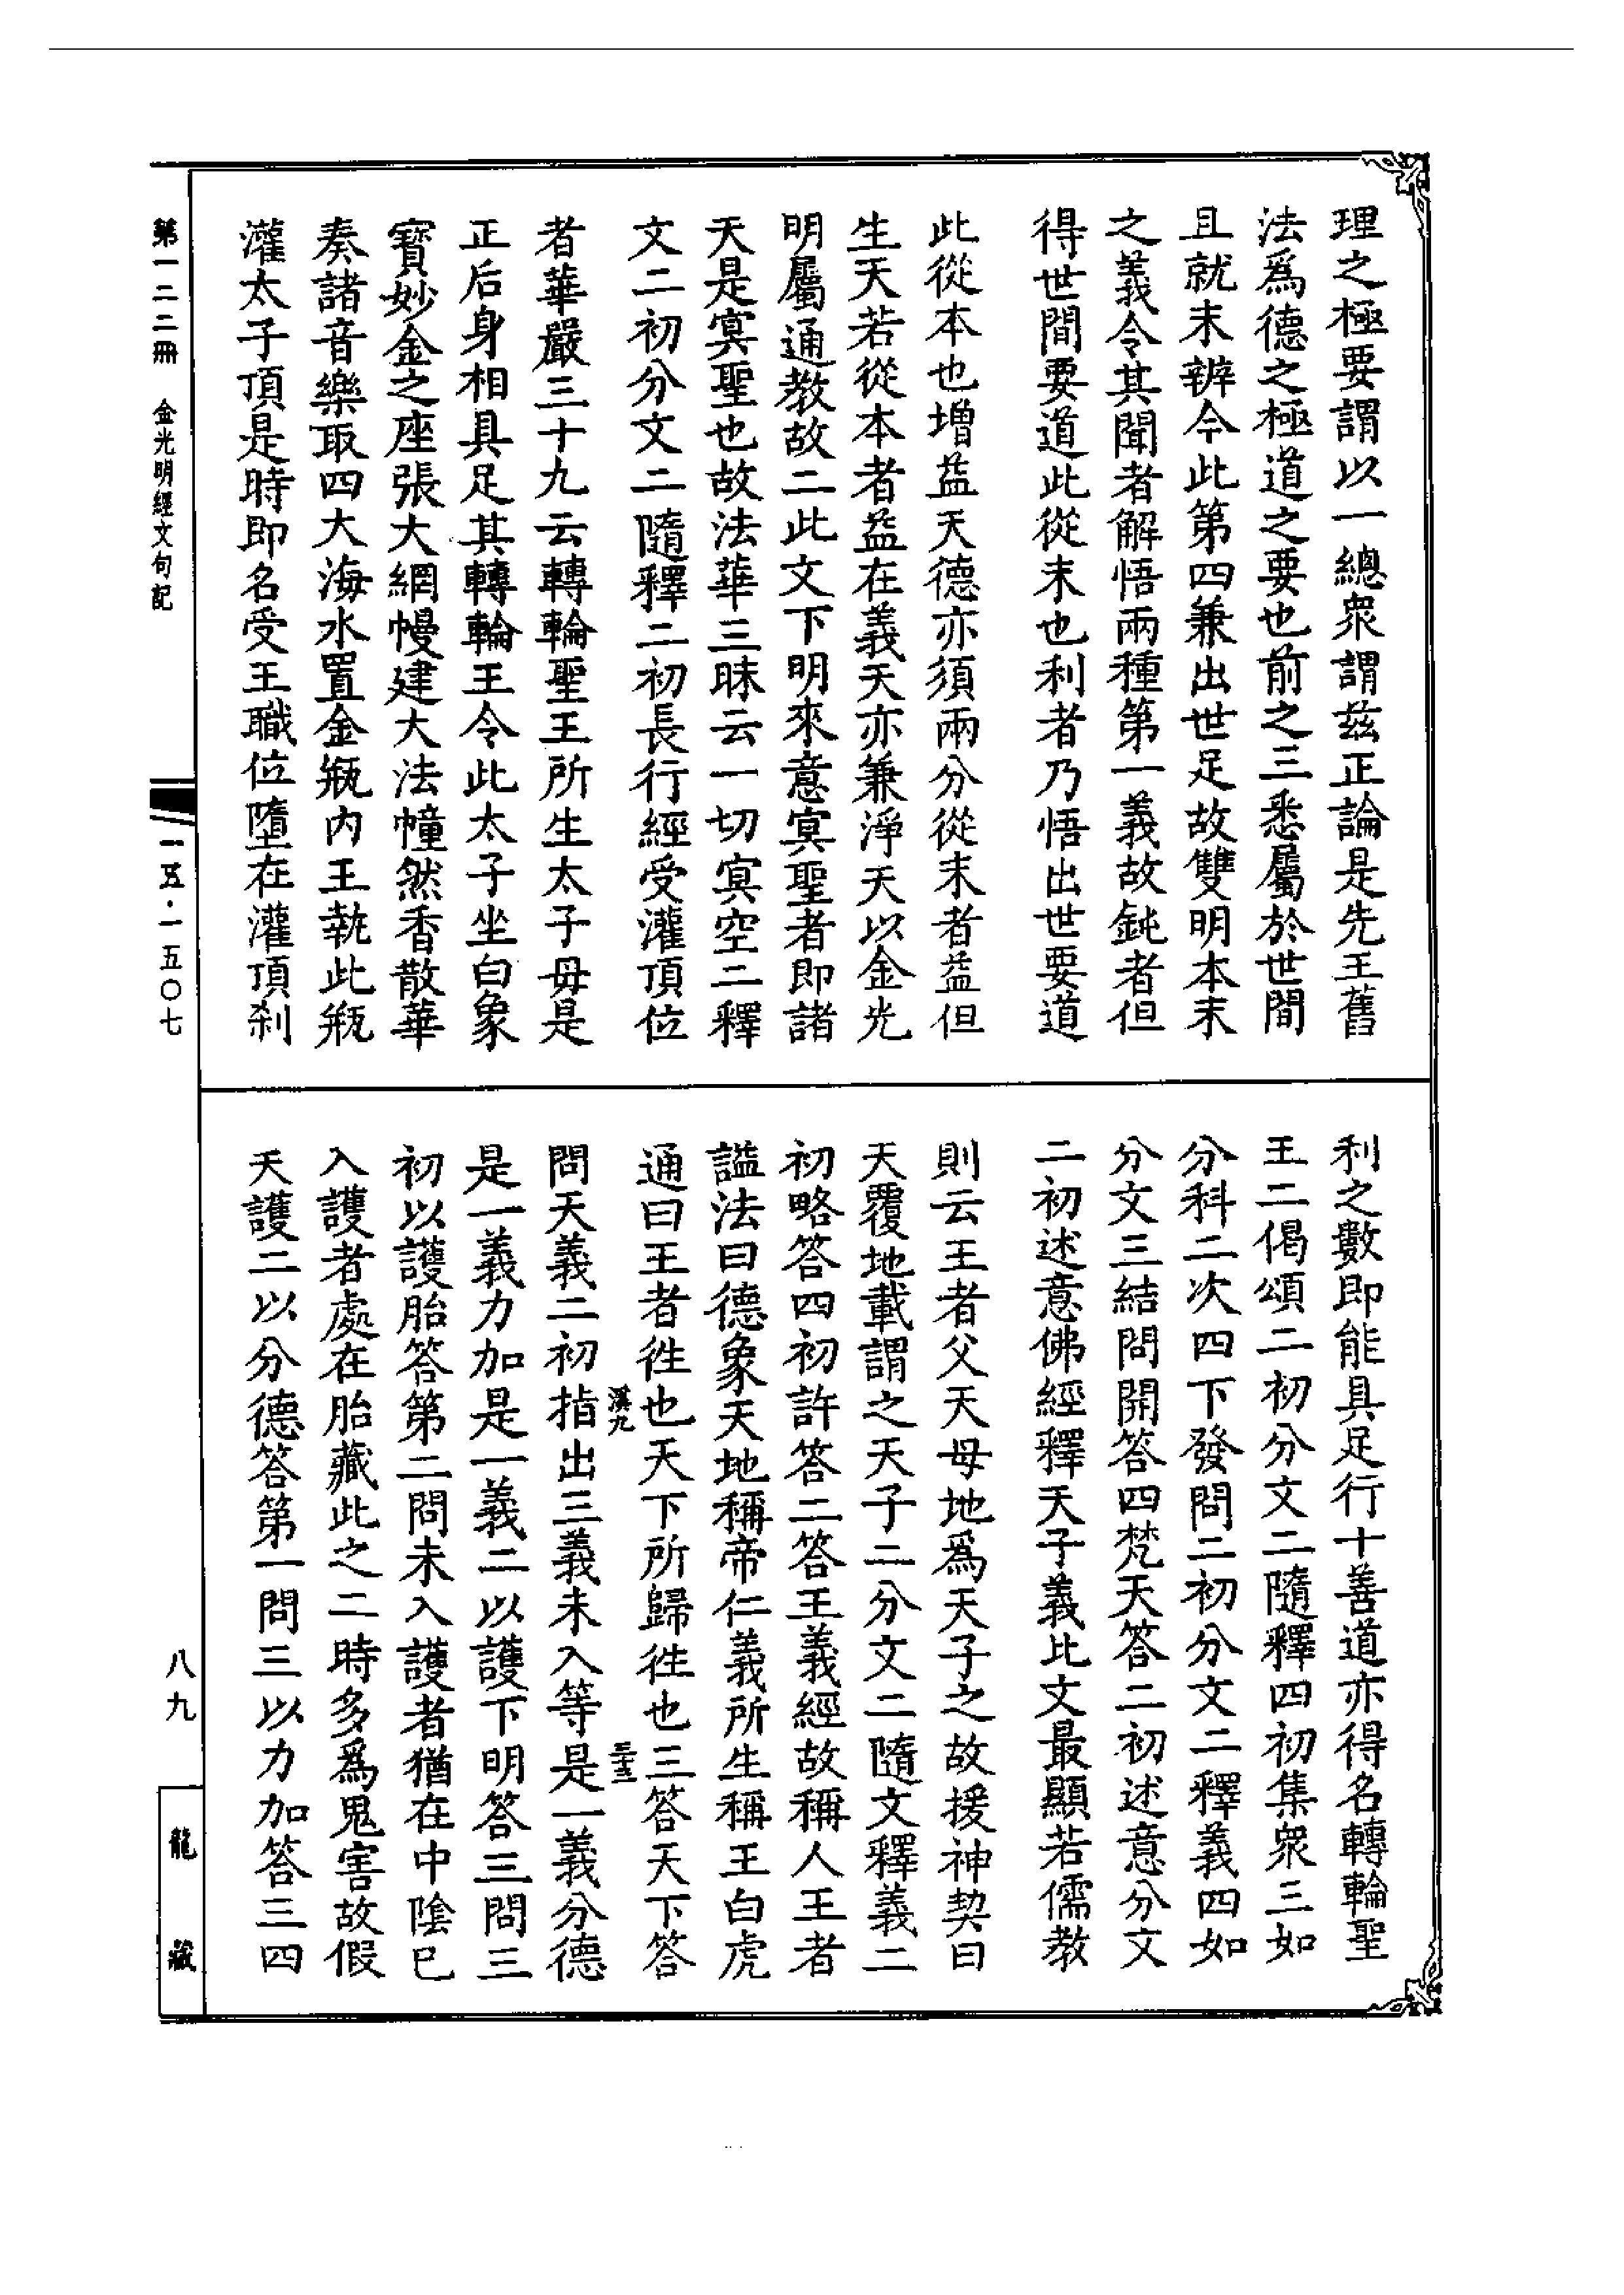 理之極要謂以一總衆謂茲正論是先王舊
法爲德之極道之要也前之三悉屬於世間
且就末辨今此第四兼出世足故雙明本末
之義令其聞者解悟兩種第一義故鈍者但
得世間要道此從末也利者乃悟出世要道
此從本也增益天德亦須兩分從末者益但
生天若從本者益在義天亦兼淨天以金光
明屬通教故二此文下明來意冥聖者即諸
天是冥聖也故法華三昧云一切冥空二釋
文二初分文二隨釋二初長行經受灌頂位
者華嚴三十九云轉輪聖王所生太子母是
正后身相具足其轉輪王令此太子坐白象
寶妙金之座張大網幔建大法幢然香散華
奏諸音樂取四大海水置金瓶內王執此瓶
灌太子頂是時即名受王職位墮在灌頂剎
利之數即能具足行十善道亦得名轉輪聖
王二偈頌二初分文二隨釋四初集衆三如
分科二次四下發問二初分文二釋義四如
分文三結問開答四梵天答二初述意分文
二初述意佛經釋天子義比文最顯若儒教
則云王者父天母地爲天子之故援神契曰
天覆地載謂之天子二分文二隨文釋義二
初略答四初許答二答王義經故稱人王者
謚法曰德象天地稱帝仁義所生稱王白虎
通曰王者徃也天下所歸徃也三答天下答
漢九
三十三
問天義二初指出三義未入等是一義分德
是一義力加是一義二以護下明答三問三
初以護胎答第二問未入護者猶在中陰已
入護者處在胎藏此之二時多爲鬼害故假
天護二以分德答第一問三以力加答三四
第一二二冊 金光明經文句記
一五·一五〇七
八九
龍藏